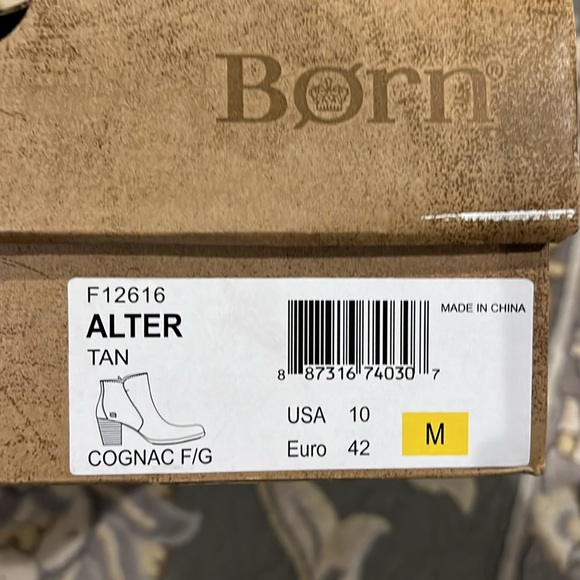 Børn®
F12616
ALTER
TAN
COGNAC F/G
8 87316 74030 7
MADE IN CHINA
USA 10
Euro 42
M